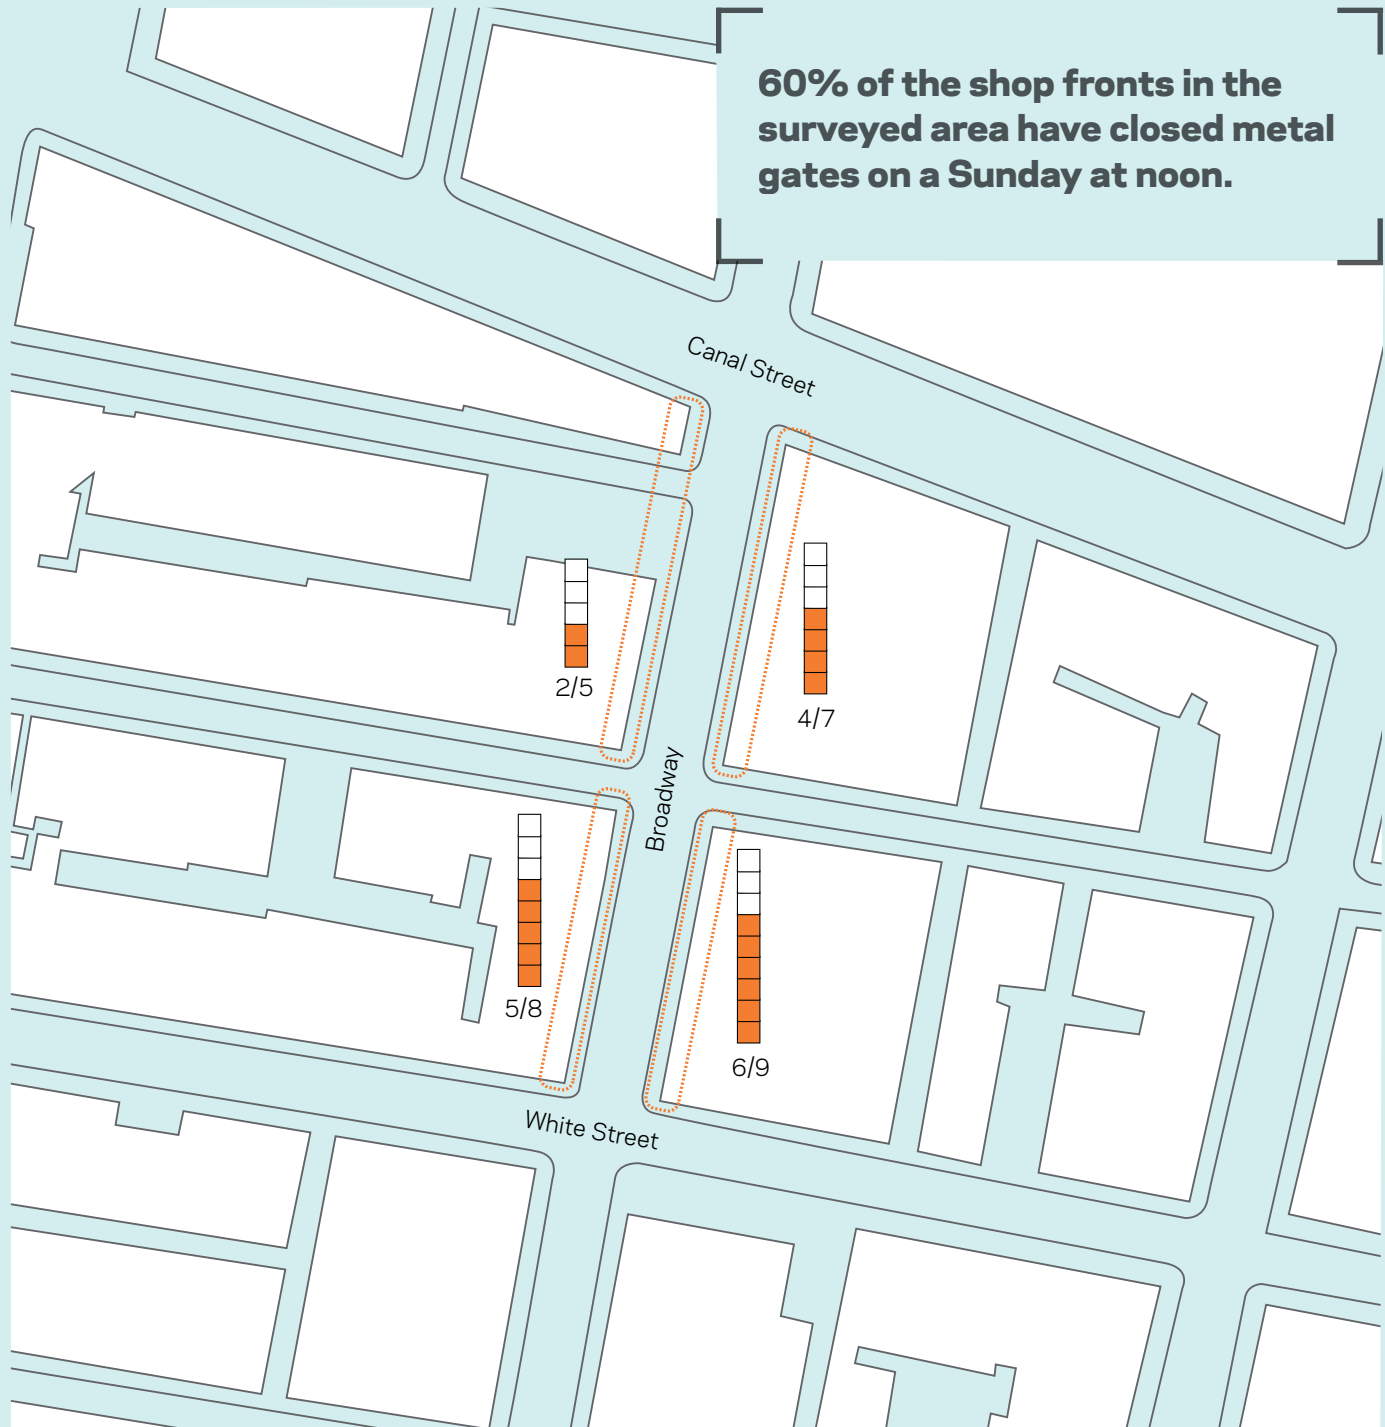 60% of the shop fronts in the
surveyed area have closed metal
gates on a Sunday at noon.
Canal Street
2/5
4/7
Broadway
5/8
6/9
White Street